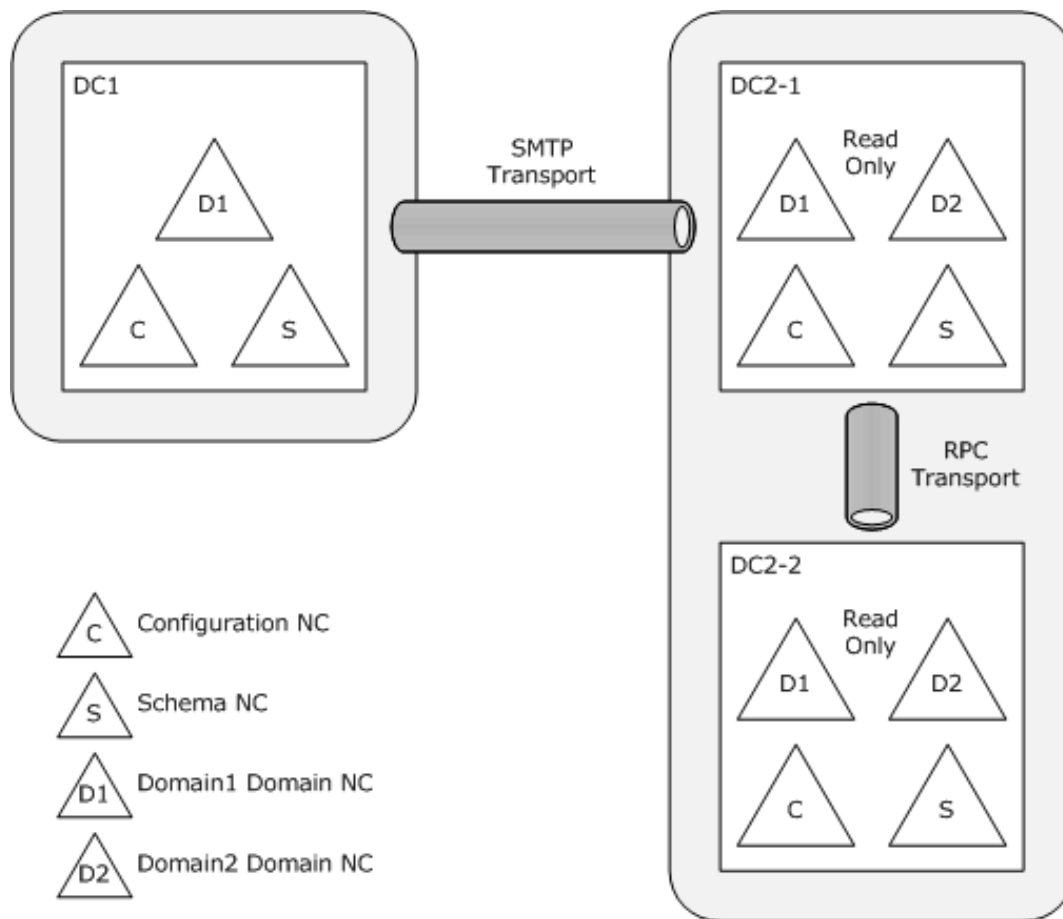 DC1
D1
C
S
SMTP
Transport
DC2-1
Read
Only
D1
D2
C
S
RPC
Transport
DC2-2
Read
Only
D1
D2
C
S
C Configuration NC
S Schema NC
D1 Domain1 Domain NC
D2 Domain2 Domain NC